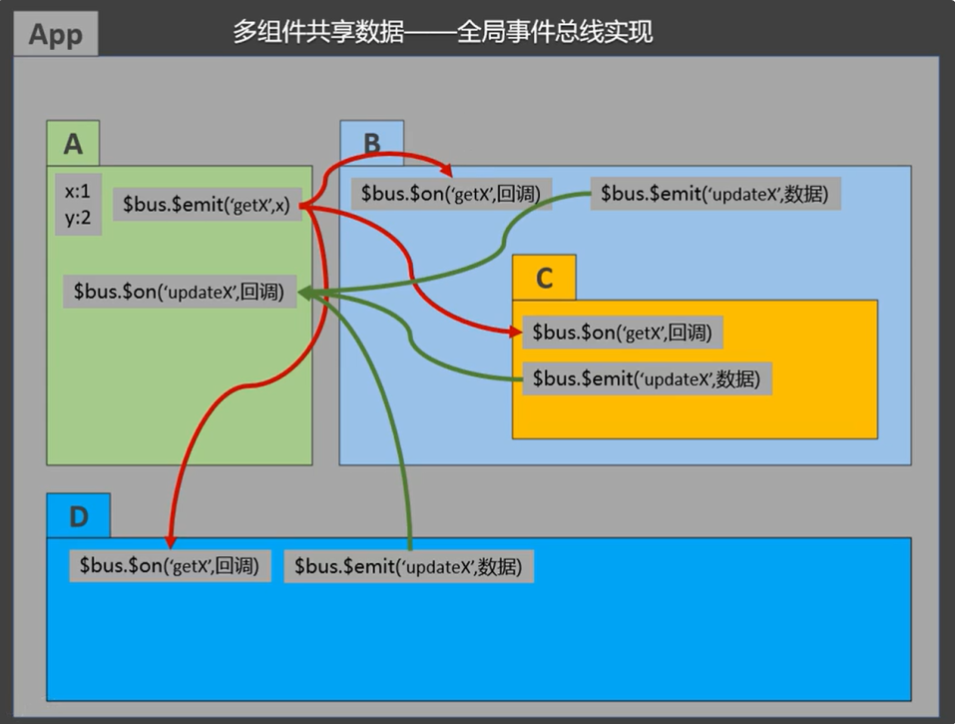 App
多组件共享数据——全局事件总线实现
A
x:1
y:2
$bus.$emit(‘getX’,x)
$bus.$on(‘updateX’,回调)
B
$bus.$on(‘getX’,回调)
$bus.$emit(‘updateX’,数据)
C
$bus.$on(‘getX’,回调)
$bus.$emit(‘updateX’,数据)
D
$bus.$on(‘getX’,回调)
$bus.$emit(‘updateX’,数据)